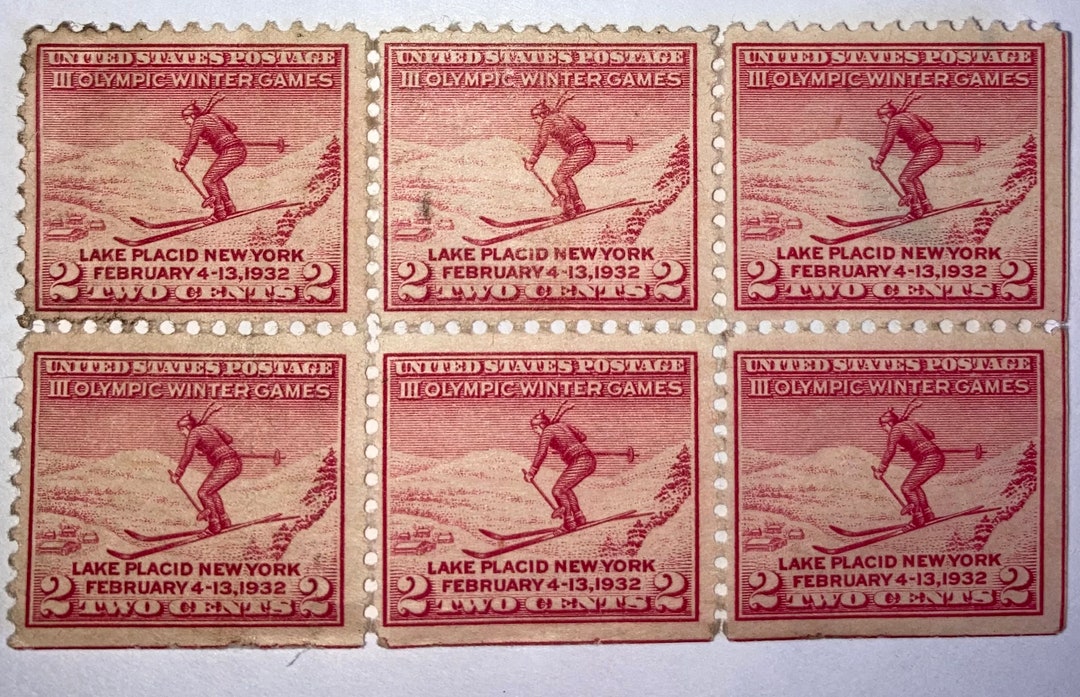 UNITED STATES POSTAGE
III OLYMPIC WINTER GAMES
LAKE PLACID NEW YORK
2 FEBRUARY 4-13, 1932 2
TWO CENTS
UNITED STATES POSTAGE
III OLYMPIC WINTER GAMES
LAKE PLACID NEW YORK
2 FEBRUARY 4-13, 1932 2
TWO CENTS
UNITED STATES POSTAGE
III OLYMPIC WINTER GAMES
LAKE PLACID NEW YORK
2 FEBRUARY 4-13, 1932 2
TWO CENTS
UNITED STATES POSTAGE
III OLYMPIC WINTER GAMES
LAKE PLACID NEW YORK
2 FEBRUARY 4-13, 1932 2
TWO CENTS
UNITED STATES POSTAGE
III OLYMPIC WINTER GAMES
LAKE PLACID NEW YORK
2 FEBRUARY 4-13, 1932 2
TWO CENTS
UNITED STATES POSTAGE
III OLYMPIC WINTER GAMES
LAKE PLACID NEW YORK
2 FEBRUARY 4-13, 1932 2
TWO CENTS